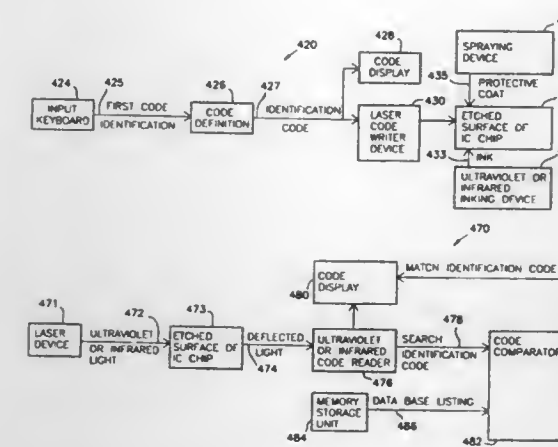 420
428
CODE
DISPLAY
SPRAYING
DEVICE
435
PROTECTIVE
COAT
424
425
INPUT
KEYBOARD
FIRST CODE
IDENTIFICATION
426
CODE
DEFINITION
427
IDENTIFICATION
CODE
430
LASER
CODE
WRITER
DEVICE
ETCHED
SURFACE OF
IC CHIP
433
INK
ULTRAVIOLET OR
INFRARED
INKING DEVICE
470
480
CODE
DISPLAY
MATCH IDENTIFICATION CODE
471
LASER
DEVICE
472
ULTRAVIOLET
OR INFRARED
LIGHT
473
ETCHED
SURFACE OF
IC CHIP
DEFLECTED
LIGHT
474
ULTRAVIOLET
OR INFRARED
CODE READER
476
SEARCH
IDENTIFICATION
CODE
478
CODE
COMPARATOR
482
MEMORY
STORAGE
UNIT
484
DATA BASE LISTING
486